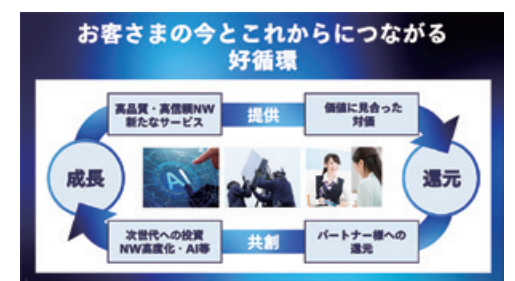 お客さまの今とこれからにつながる
好循環
高品質・高信頼NW
新たなサービス
提供
価値に見合った
対価
成長
AI
還元
次世代への投資
NW高度化・AI等
共創
パートナー様への
還元